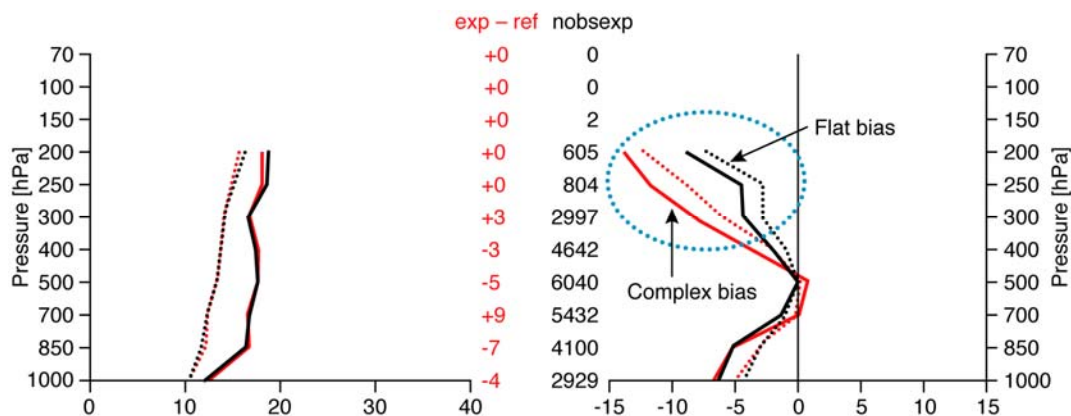 exp – ref nobsexp
70 +0 0 70
100 +0 0 100
150 +0 2 150
Flat bias
200 +0 605 200
250 +0 804 250
300 +3 2997 300
400 -3 4642 400
Complex bias
500 -5 6040 500
700 +9 5432 700
850 -7 4100 850
1000 -4 2929 1000
0 10 20 30 40 -15 -10 -5 0 5 10 15
Pressure [hPa]
Pressure [hPa]